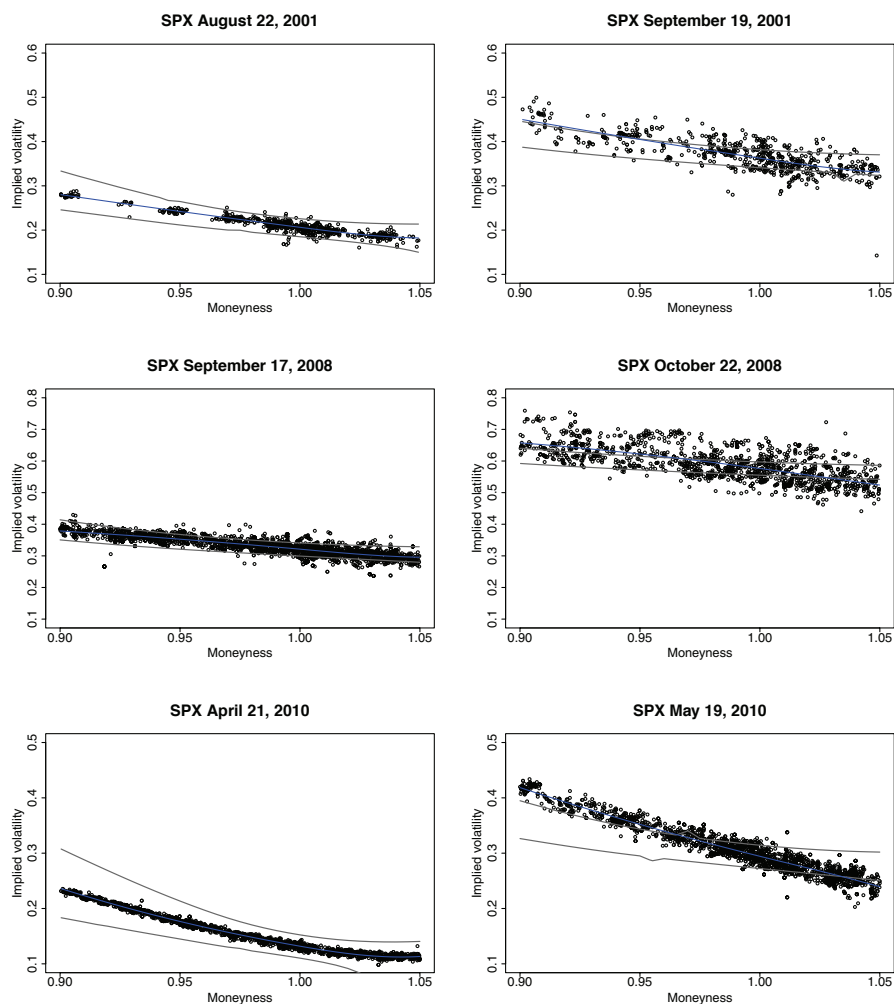 SPX August 22, 2001
SPX September 19, 2001
Implied volatility
0.1 0.2 0.3 0.4 0.5 0.6
0.90 0.95 1.00 1.05
Moneyness
Implied volatility
0.1 0.2 0.3 0.4 0.5 0.6
0.90 0.95 1.00 1.05
Moneyness
SPX September 17, 2008
SPX October 22, 2008
Implied volatility
0.1 0.2 0.3 0.4 0.5 0.6 0.7 0.8
0.90 0.95 1.00 1.05
Moneyness
Implied volatility
0.1 0.2 0.3 0.4 0.5 0.6 0.7 0.8
0.90 0.95 1.00 1.05
Moneyness
SPX April 21, 2010
SPX May 19, 2010
Implied volatility
0.1 0.2 0.3 0.4 0.5
0.90 0.95 1.00 1.05
Moneyness
Implied volatility
0.1 0.2 0.3 0.4 0.5
0.90 0.95 1.00 1.05
Moneyness